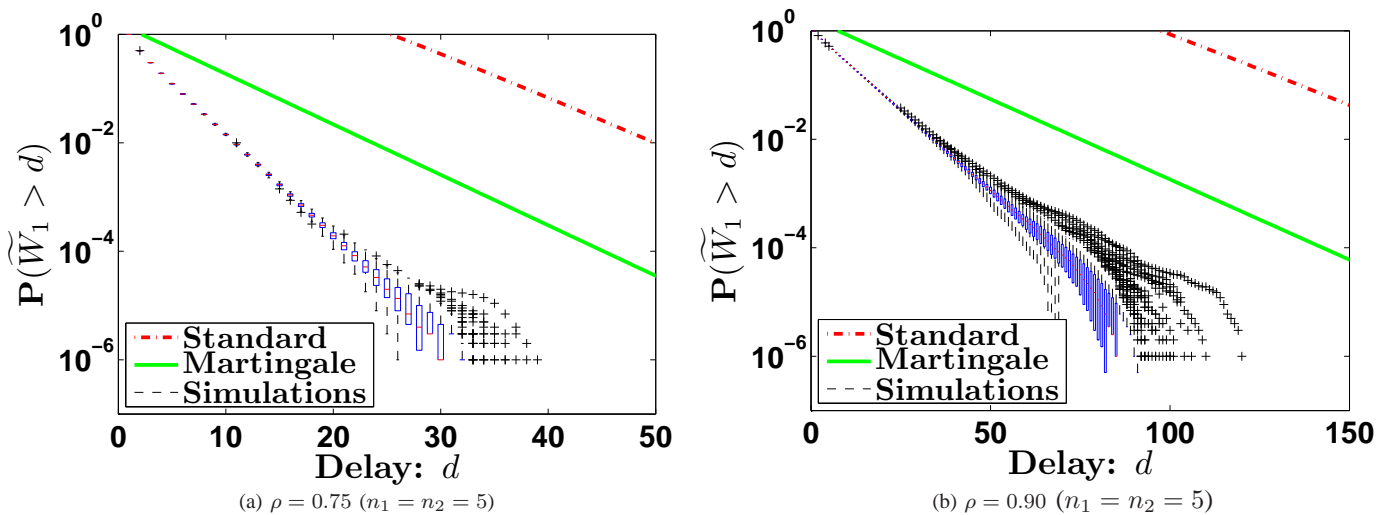 10^0
10^{-2}
10^{-4}
10^{-6}
P(\widetilde{W}_1 > d)
Standard
Martingale
Simulations
0 10 20 30 40 50
Delay: d
(a) ρ = 0.75 (n_1 = n_2 = 5)
10^0
10^{-2}
10^{-4}
10^{-6}
P(\widetilde{W}_1 > d)
Standard
Martingale
Simulations
0 50 100 150
Delay: d
(b) ρ = 0.90 (n_1 = n_2 = 5)